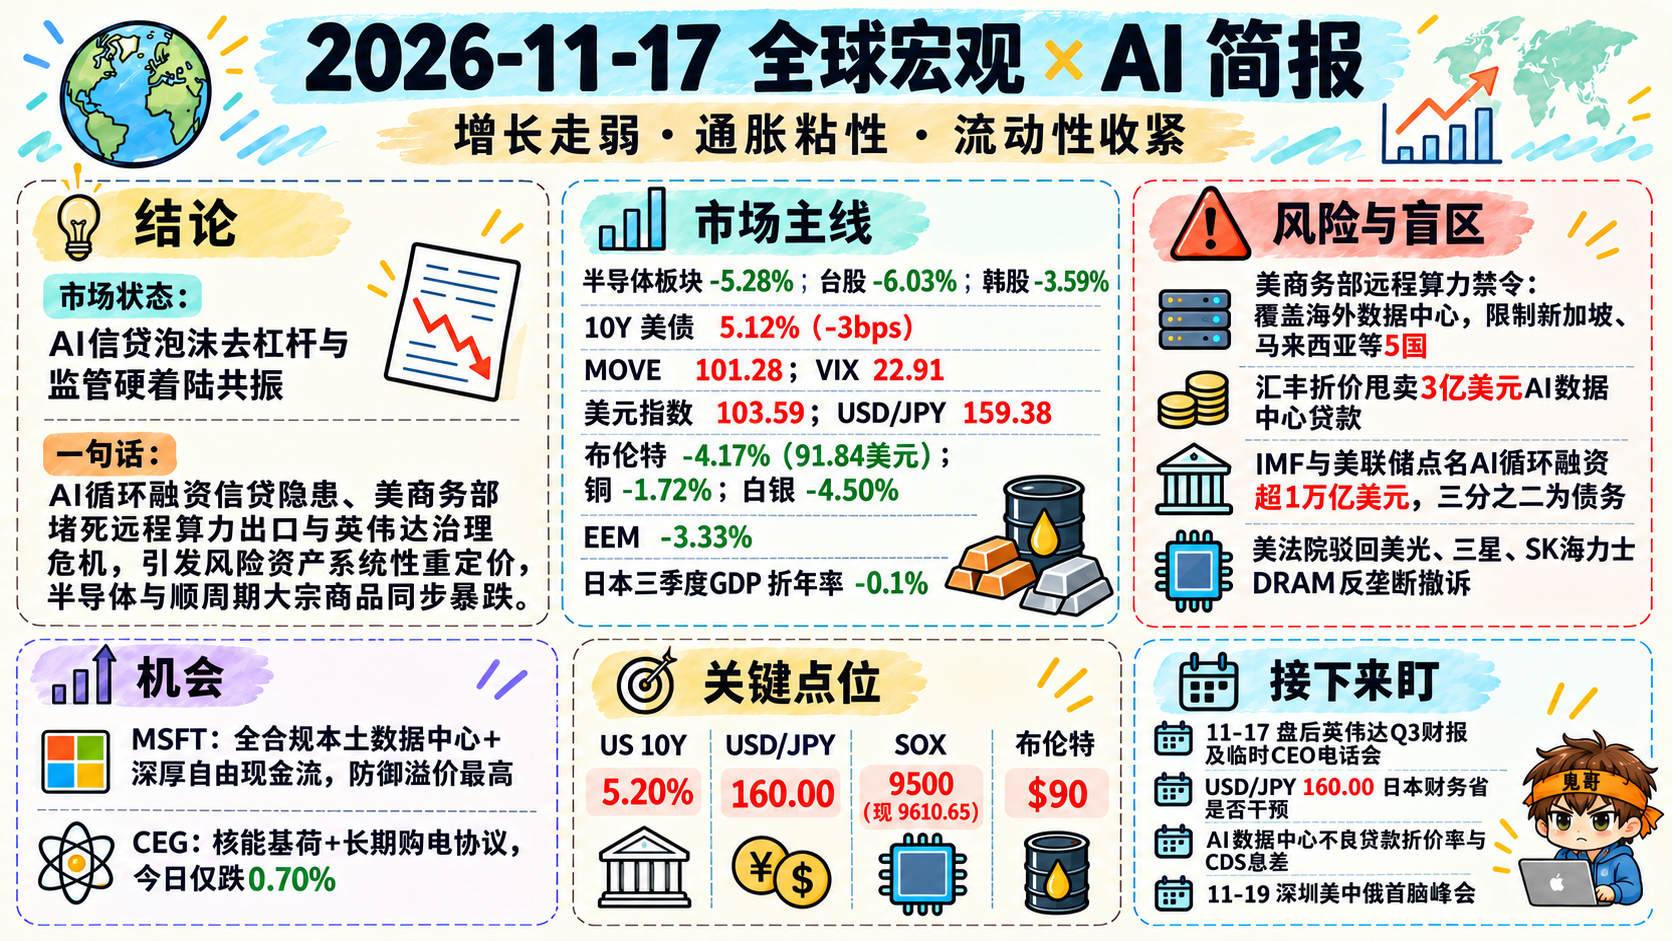 2026-11-17 全球宏观 × AI 简报
增长走弱 · 通胀粘性 · 流动性收紧
结论
市场状态：
AI信贷泡沫去杠杆与
监管硬着陆共振
一句话：
AI循环融资信贷隐患、美商务部
堵死远程算力出口与英伟达治理
危机，引发风险资产系统性重定价，
半导体与顺周期大宗商品同步暴跌。
市场主线
半导体板块 -5.28%；台股 -6.03%；韩股 -3.59%
10Y 美债 5.12%（-3bps）
MOVE 101.28；VIX 22.91
美元指数 103.59；USD/JPY 159.38
布伦特 -4.17%（91.84美元）；
铜 -1.72%；白银 -4.50%
EEM -3.33%
日本三季度GDP 折年率 -0.1%
风险与盲区
美商务部远程算力禁令：
覆盖海外数据中心，限制新加坡、
马来西亚等5国
汇丰折价甩卖3亿美元AI数据
中心贷款
IMF与美联储点名AI循环融资
超1万亿美元，三分之二为债务
美法院驳回美光、三星、SK海力士
DRAM反垄断撤诉
机会
MSFT：全合规本土数据中心+
深厚自由现金流，防御溢价最高
CEG：核能基荷+长期购电协议，
今日仅跌0.70%
关键点位
US 10Y
5.20%
USD/JPY
160.00
¥ $
SOX
9500
（现 9610.65）
布伦特
$90
接下来盯
11-17 盘后英伟达Q3财报
及临时CEO电话会
USD/JPY 160.00 日本财务省
是否干预
AI数据中心不良贷款折价率与
CDS息差
11-19 深圳美中俄首脑峰会
鬼哥